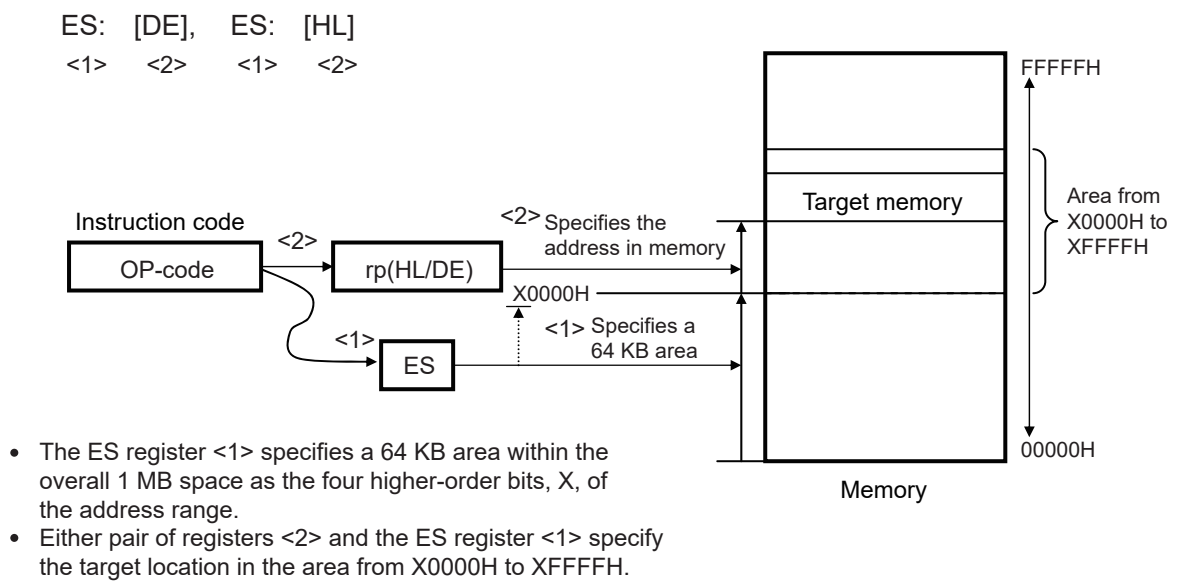 ES: [DE], ES: [HL]
<1> <2> <1> <2>
FFFFFH
Target memory
Area from
X0000H to
XFFFFH
Instruction code
OP-code
<2>
rp(HL/DE)
<2> Specifies the
address in memory
X0000H
<1> Specifies a
64 KB area
<1>
ES
00000H
Memory
• The ES register <1> specifies a 64 KB area within the
overall 1 MB space as the four higher-order bits, X, of
the address range.
• Either pair of registers <2> and the ES register <1> specify
the target location in the area from X0000H to XFFFFH.